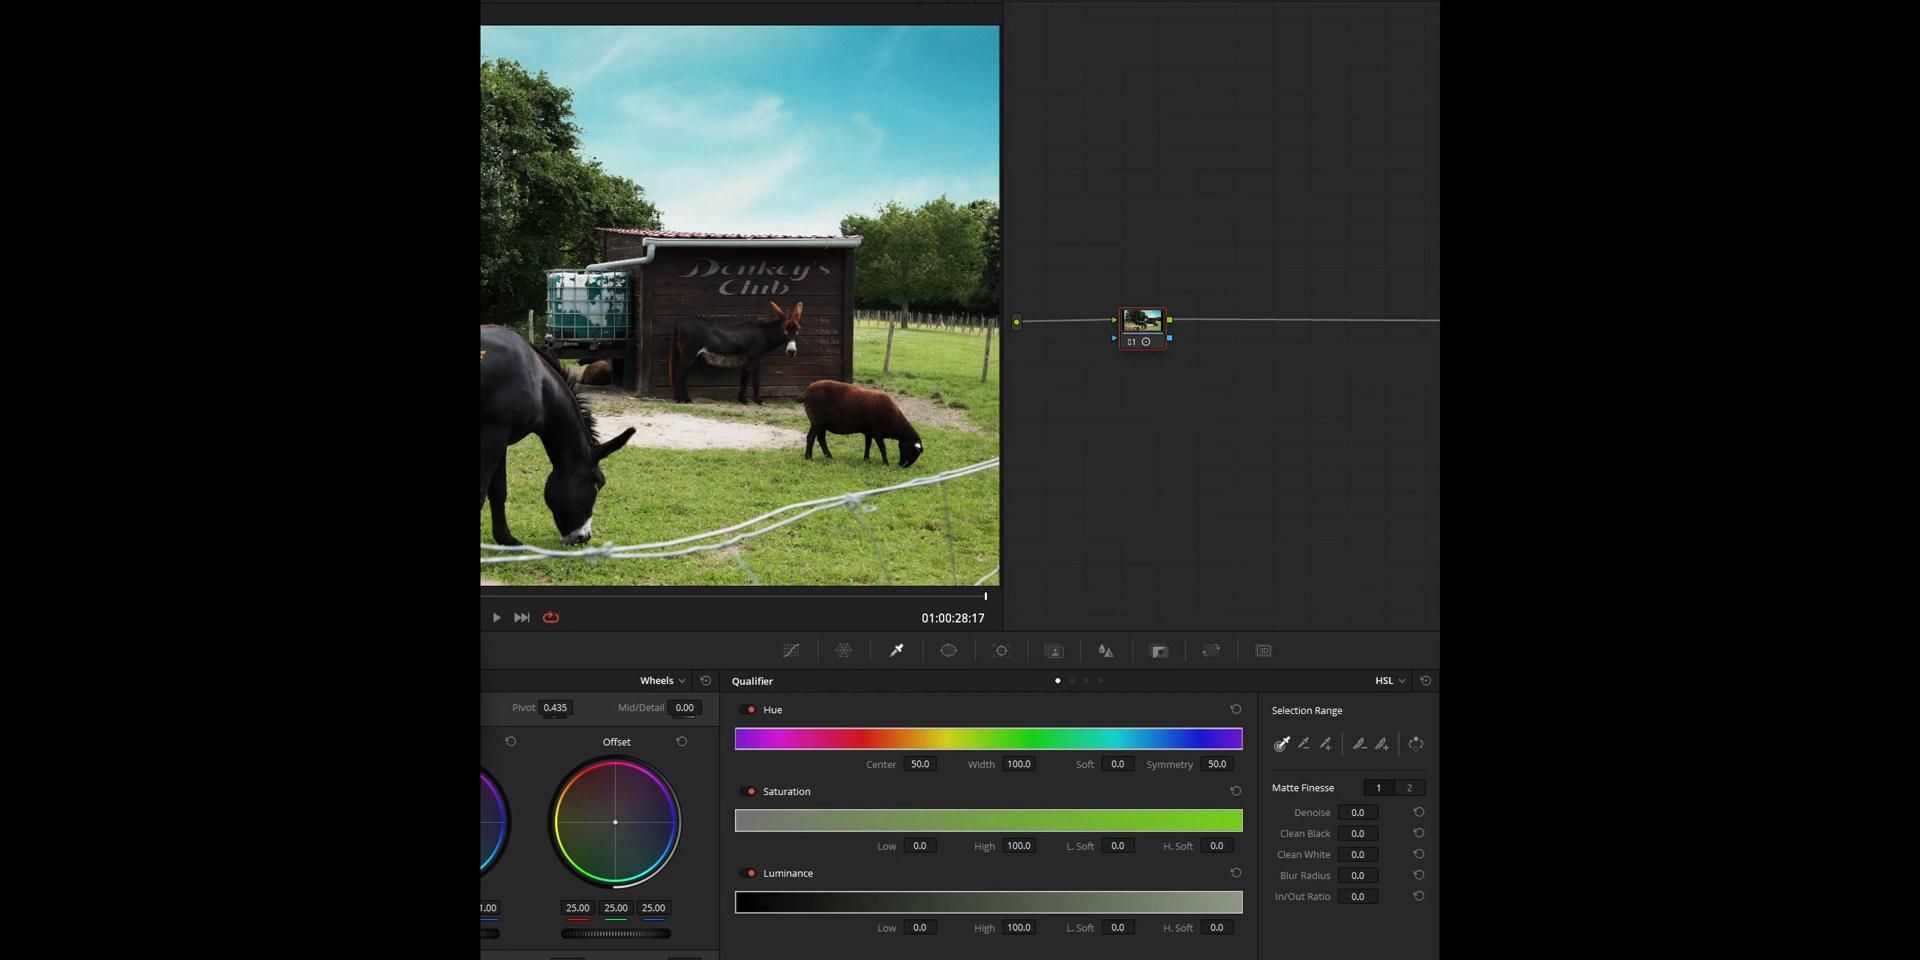 Donkey's
Club
▯1
01:00:28:17
3D
Wheels
Qualifier
HSL
Pivot 0.435 Mid/Detail 0.00
Hue
Selection Range
Offset
Center 50.0 Width 100.0 Soft 0.0 Symmetry 50.0
Saturation
Matte Finesse 1 2
Denoise 0.0
Clean Black 0.0
Low 0.0 High 100.0 L. Soft 0.0 H. Soft 0.0
Clean White 0.0
Luminance
Blur Radius 0.0
In/Out Ratio 0.0
1.00 25.00 25.00 25.00
Low 0.0 High 100.0 L. Soft 0.0 H. Soft 0.0